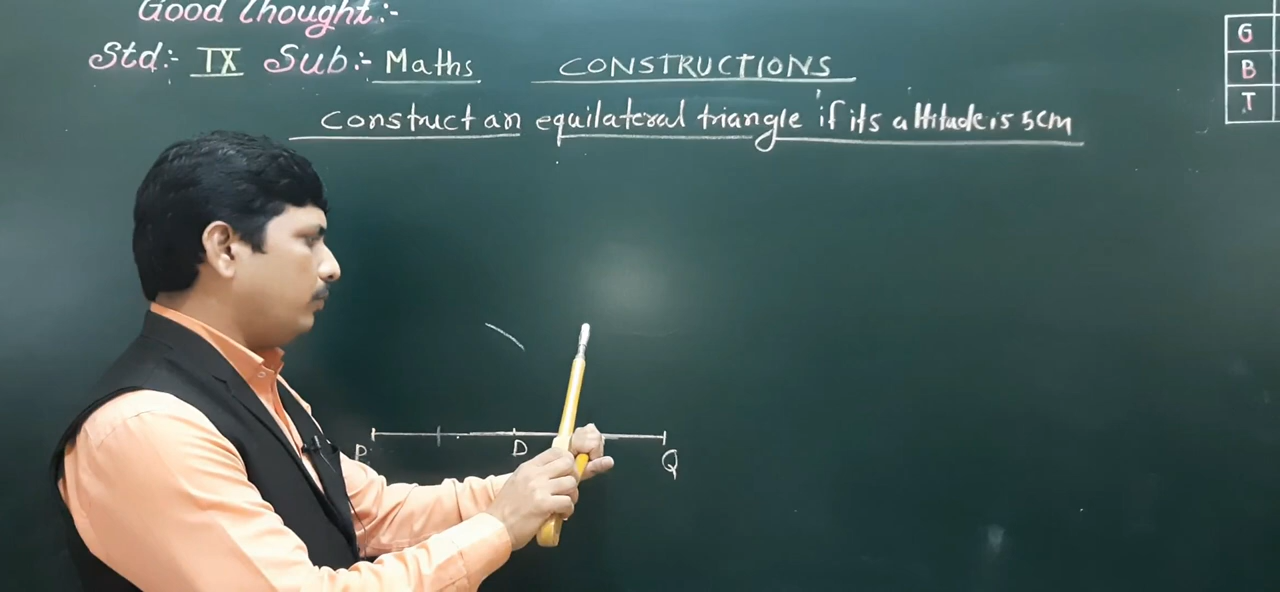 Good thought:-
Std:- IX Sub:- Maths CONSTRUCTIONS
construct an equilateral triangle if its altitude is 5cm
G
B
T
P D Q